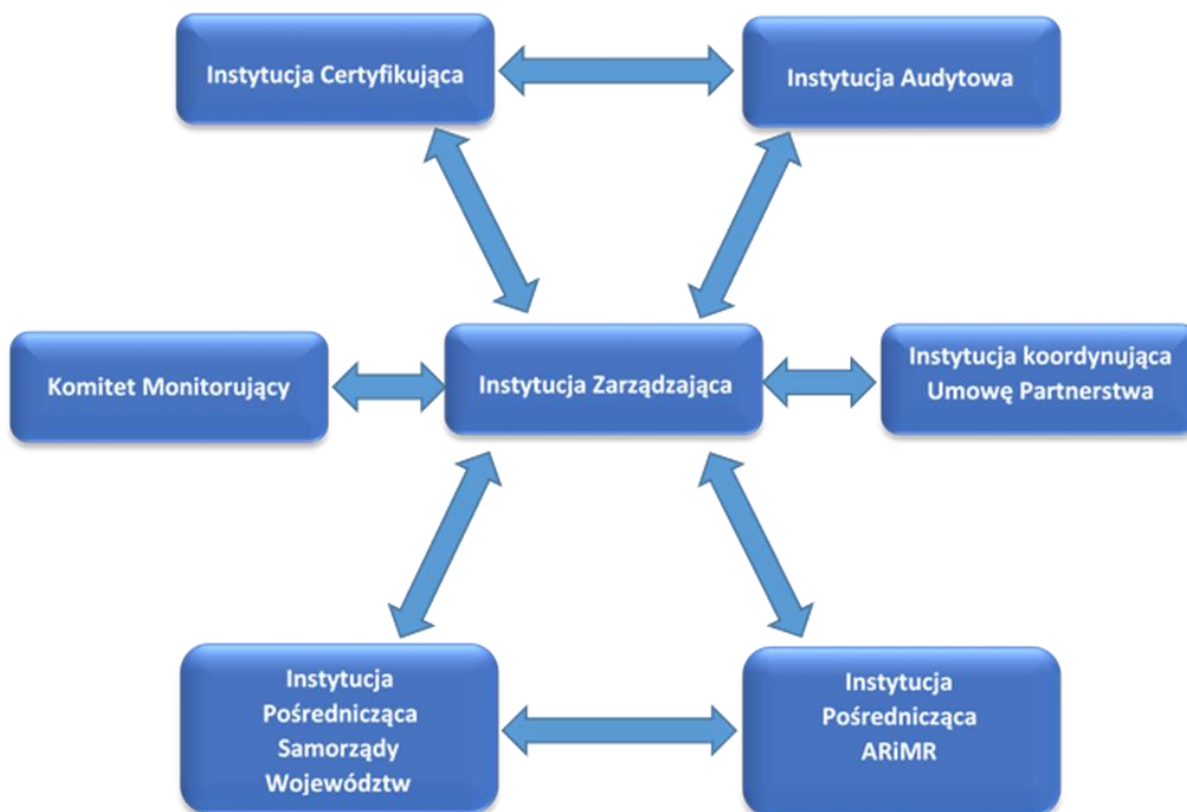 Instytucja Certyfikująca
Instytucja Audytowa
Komitet Monitorujący
Instytucja Zarządzająca
Instytucja koordynująca
Umowę Partnerstwa
Instytucja
Pośrednicząca
Samorządy
Województw
Instytucja
Pośrednicząca
ARiMR